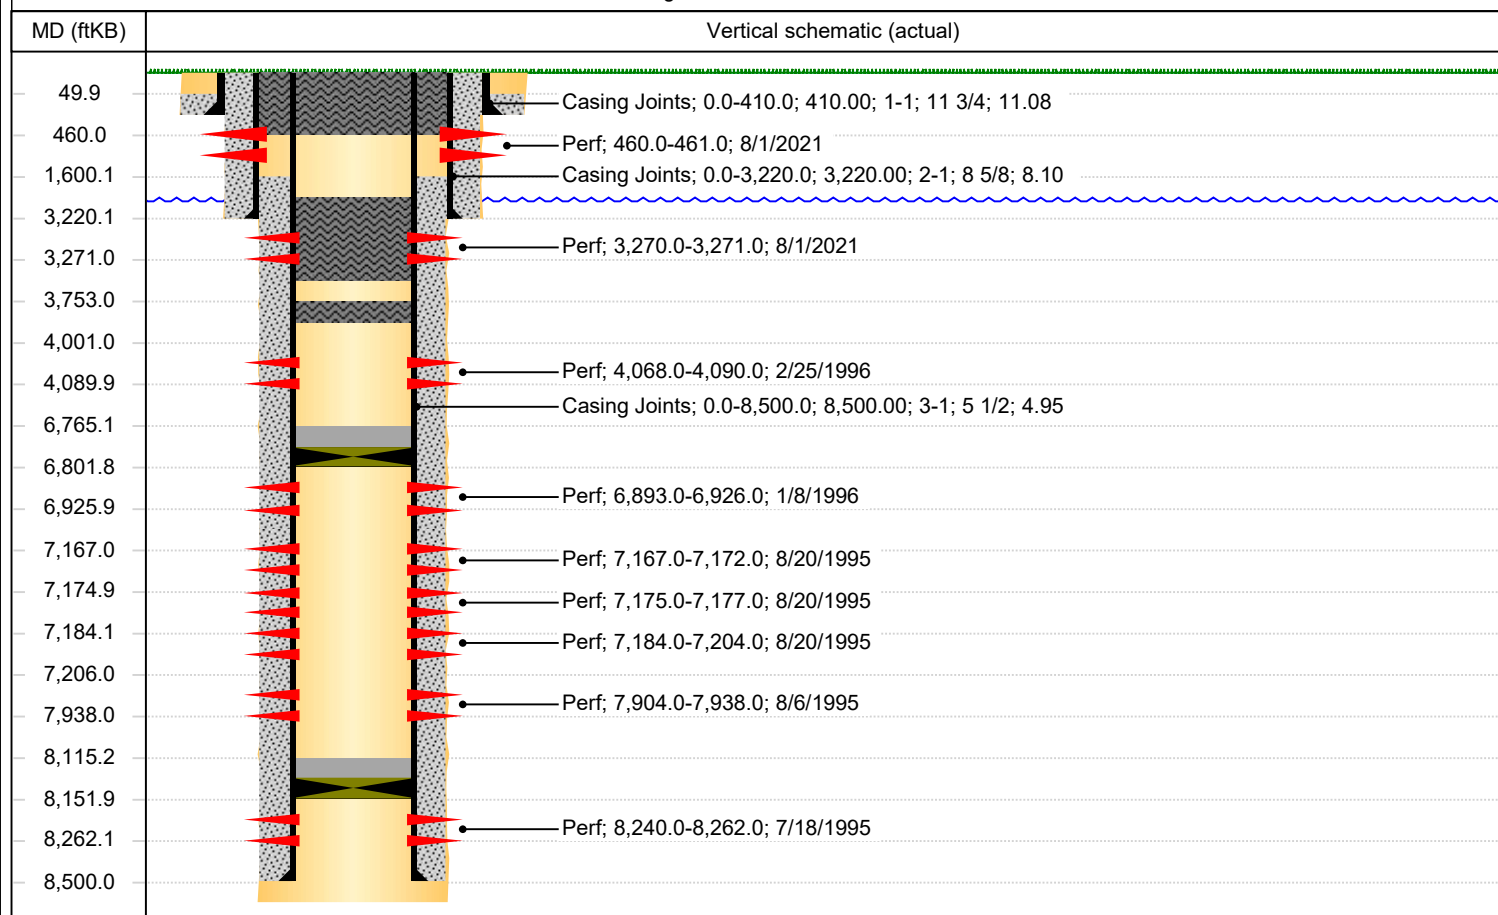 MD (ftKB)
Vertical schematic (actual)
49.9
Casing Joints; 0.0-410.0; 410.00; 1-1; 11 3/4; 11.08
460.0
Perf; 460.0-461.0; 8/1/2021
1,600.1
Casing Joints; 0.0-3,220.0; 3,220.00; 2-1; 8 5/8; 8.10
3,220.1
Perf; 3,270.0-3,271.0; 8/1/2021
3,271.0
3,753.0
4,001.0
Perf; 4,068.0-4,090.0; 2/25/1996
4,089.9
Casing Joints; 0.0-8,500.0; 8,500.00; 3-1; 5 1/2; 4.95
6,765.1
6,801.8
Perf; 6,893.0-6,926.0; 1/8/1996
6,925.9
7,167.0
Perf; 7,167.0-7,172.0; 8/20/1995
7,174.9
Perf; 7,175.0-7,177.0; 8/20/1995
7,184.1
Perf; 7,184.0-7,204.0; 8/20/1995
7,206.0
Perf; 7,904.0-7,938.0; 8/6/1995
7,938.0
8,115.2
8,151.9
Perf; 8,240.0-8,262.0; 7/18/1995
8,262.1
8,500.0